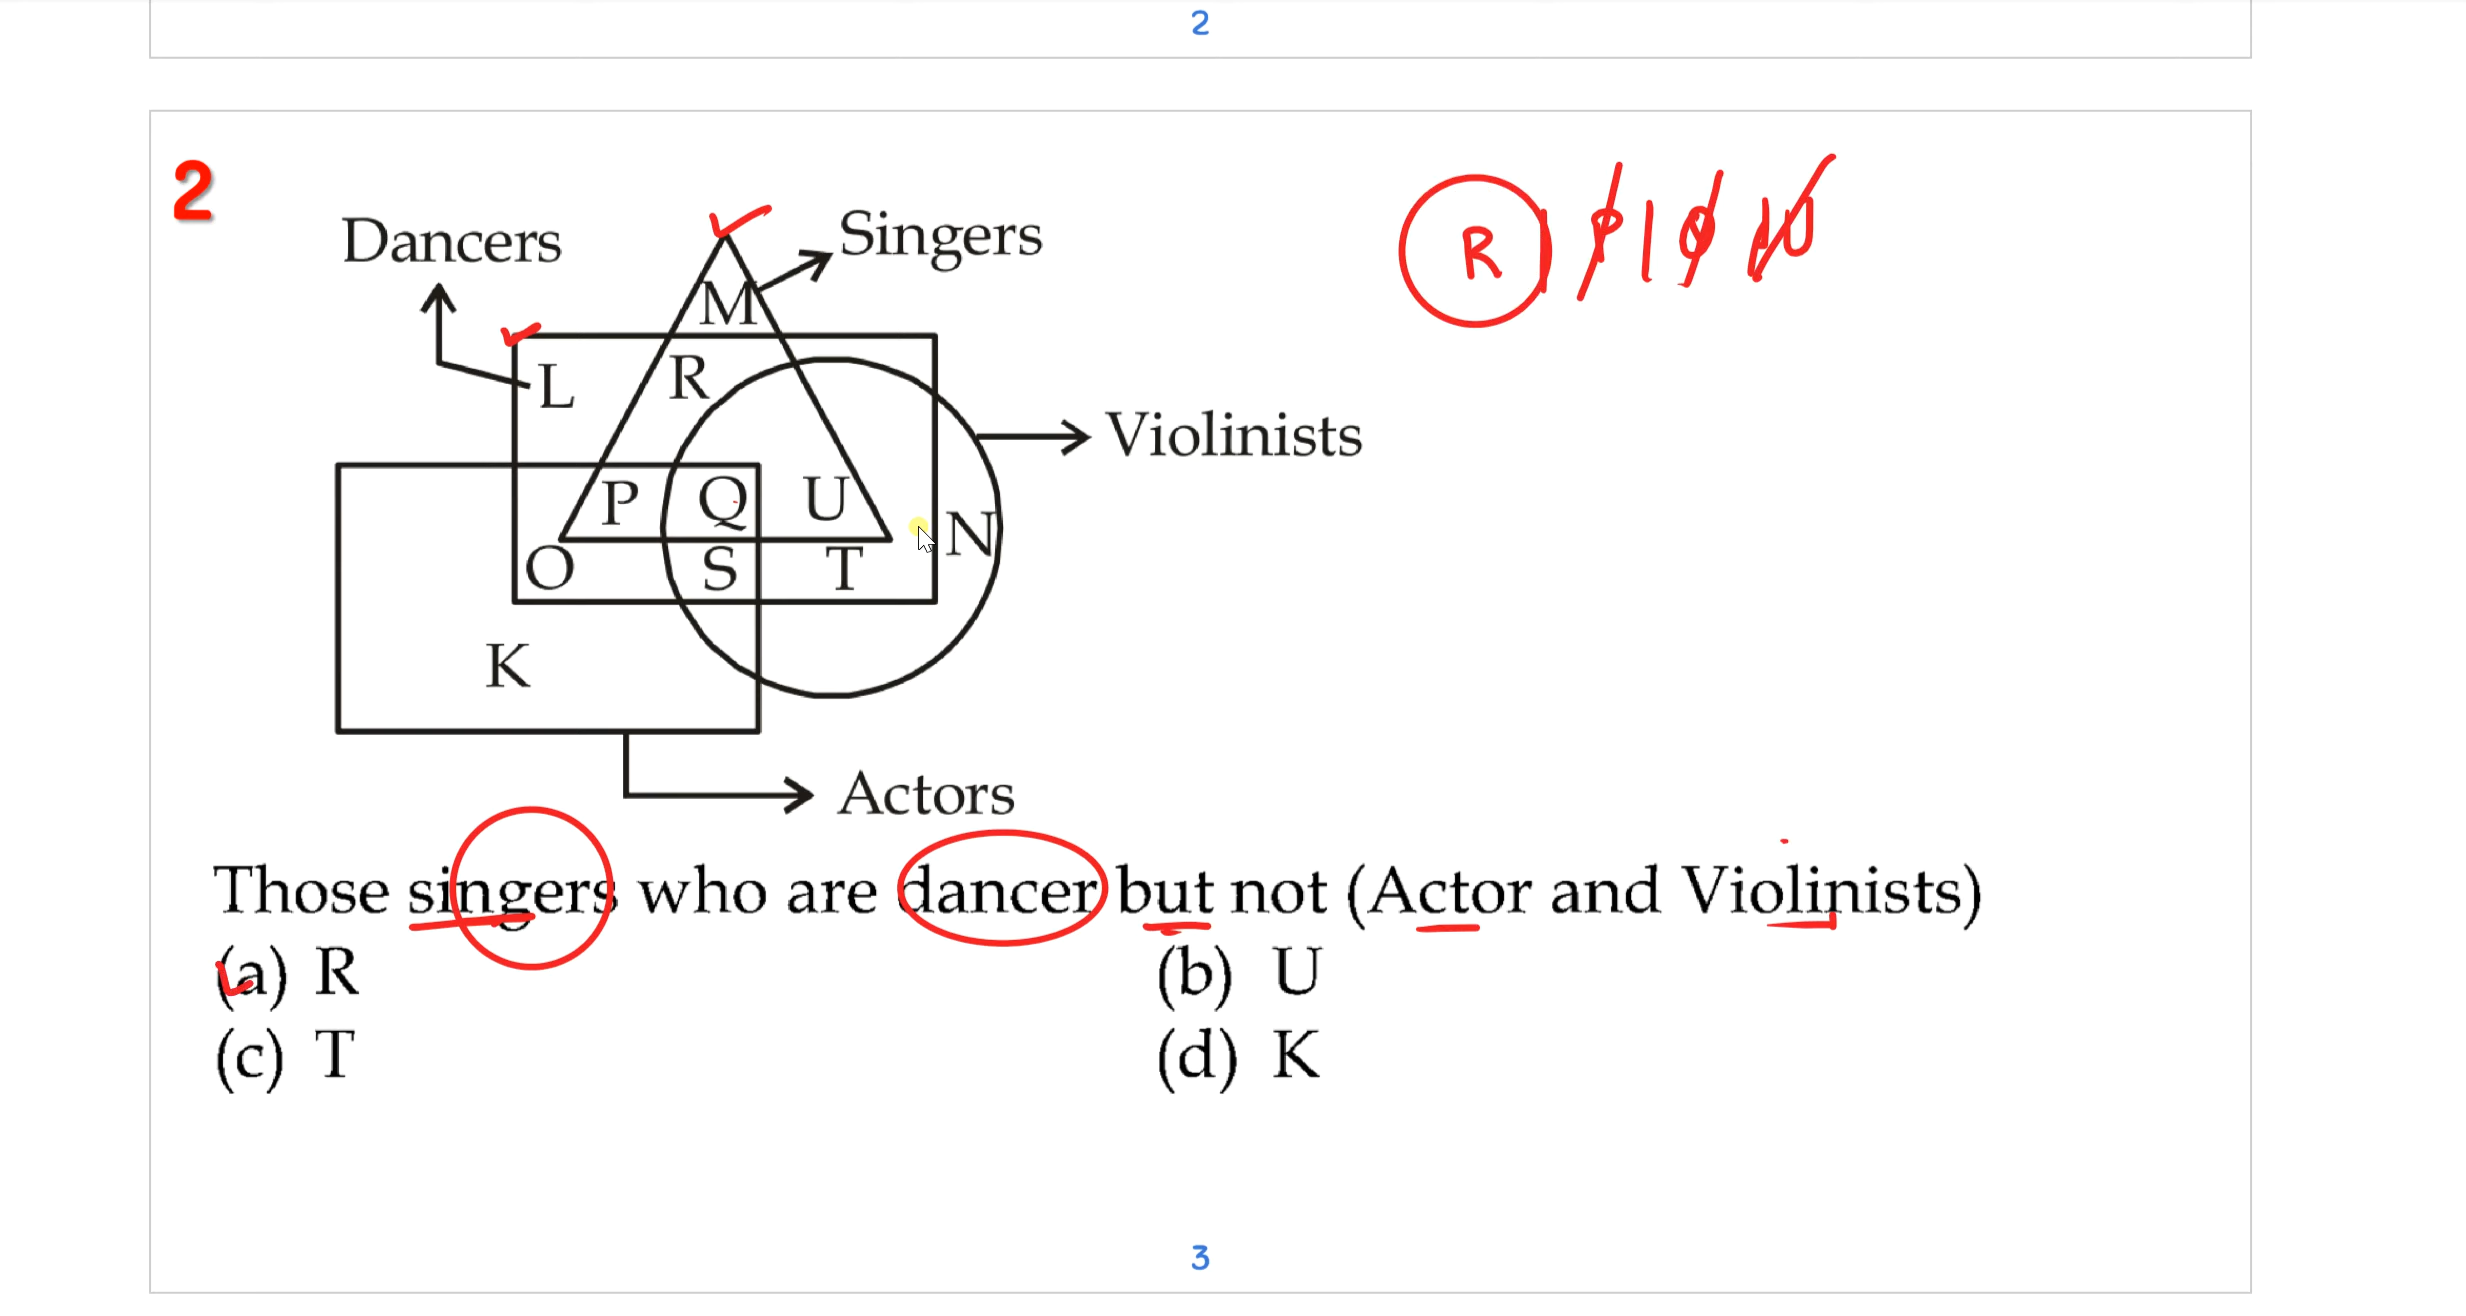 2
2
R | P | Q | U
Dancers
Singers
M
L
R
Violinists
P Q U
N
O S T
K
Actors
Those singers who are dancer but not (Actor and Violinists)
(a) R (b) U
(c) T (d) K
3